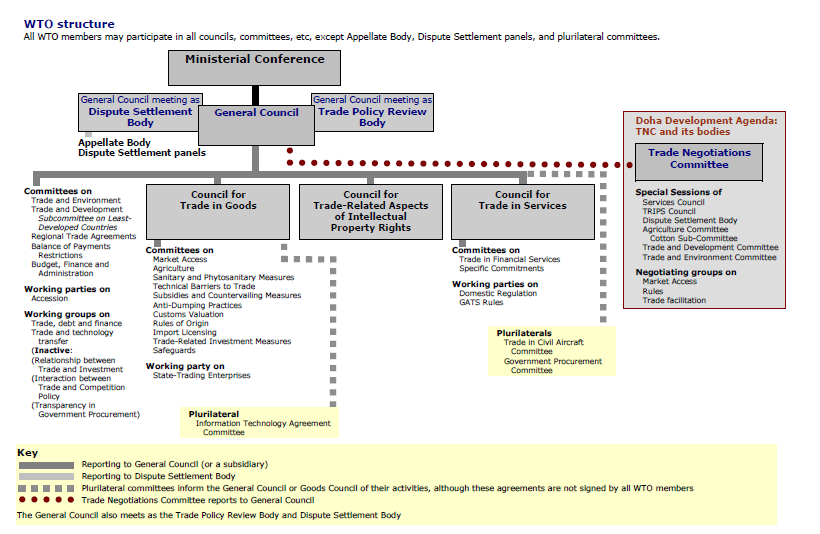 WTO structure
All WTO members may participate in all councils, committees, etc, except Appellate Body, Dispute Settlement panels, and plurilateral committees.
Ministerial Conference
General Council meeting as
Dispute Settlement
Body
General Council
General Council meeting as
Trade Policy Review
Body
Appellate Body
Dispute Settlement panels
Doha Development Agenda:
TNC and its bodies
Trade Negotiations
Committee
Special Sessions of
Services Council
TRIPS Council
Dispute Settlement Body
Agriculture Committee
Cotton Sub-Committee
Trade and Development Committee
Trade and Environment Committee
Negotiating groups on
Market Access
Rules
Trade facilitation
Committees on
Trade and Environment
Trade and Development
Subcommittee on Least-
Developed Countries
Regional Trade Agreements
Balance of Payments
Restrictions
Budget, Finance and
Administration
Working parties on
Accession
Working groups on
Trade, debt and finance
Trade and technology
transfer
(Inactive:
(Relationship between
Trade and Investment
(Interaction between
Trade and Competition
Policy
(Transparency in
Government Procurement)
Council for
Trade in Goods
Committees on
Market Access
Agriculture
Sanitary and Phytosanitary Measures
Technical Barriers to Trade
Subsidies and Countervailing Measures
Anti-Dumping Practices
Customs Valuation
Rules of Origin
Import Licensing
Trade-Related Investment Measures
Safeguards
Working party on
State-Trading Enterprises
Plurilateral
Information Technology Agreement
Committee
Council for
Trade-Related Aspects
of Intellectual
Property Rights
Council for
Trade in Services
Committees on
Trade in Financial Services
Specific Commitments
Working parties on
Domestic Regulation
GATS Rules
Plurilaterals
Trade in Civil Aircraft
Committee
Government Procurement
Committee
Key
Reporting to General Council (or a subsidiary)
Reporting to Dispute Settlement Body
Plurilateral committees inform the General Council or Goods Council of their activities, although these agreements are not signed by all WTO members
Trade Negotiations Committee reports to General Council
The General Council also meets as the Trade Policy Review Body and Dispute Settlement Body